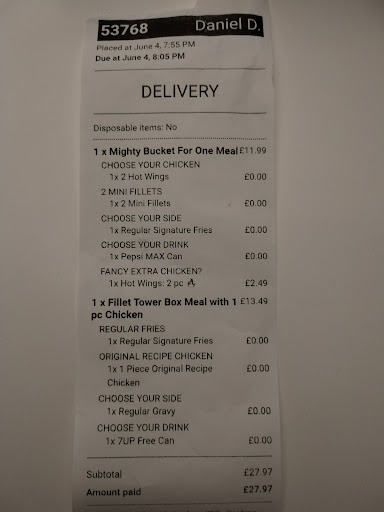 53768 Daniel D.
Placed at June 4, 7:55 PM
Due at June 4, 8:05 PM
DELIVERY
Disposable items: No
1 x Mighty Bucket For One Meal £11.99
CHOOSE YOUR CHICKEN
1x 2 Hot Wings £0.00
2 MINI FILLETS
1x 2 Mini Fillets £0.00
CHOOSE YOUR SIDE
1x Regular Signature Fries £0.00
CHOOSE YOUR DRINK
1x Pepsi MAX Can £0.00
FANCY EXTRA CHICKEN?
1x Hot Wings: 2 pc £2.49
1 x Fillet Tower Box Meal with 1 £13.49
pc Chicken
REGULAR FRIES
1x Regular Signature Fries £0.00
ORIGINAL RECIPE CHICKEN
1x 1 Piece Original Recipe £0.00
Chicken
CHOOSE YOUR SIDE
1x Regular Gravy £0.00
CHOOSE YOUR DRINK
1x 7UP Free Can £0.00
Subtotal £27.97
Amount paid £27.97